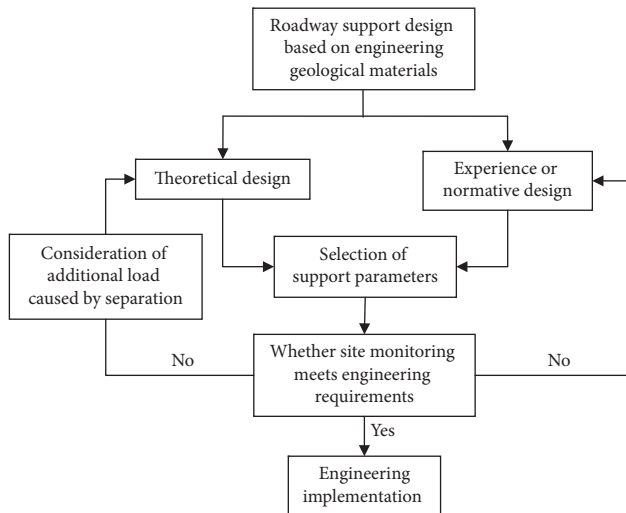 Roadway support design
based on engineering
geological materials
Theoretical design
Experience or
normative design
Consideration of
additional load
caused by separation
Selection of
support parameters
No
Whether site monitoring
meets engineering
requirements
No
Yes
Engineering
implementation